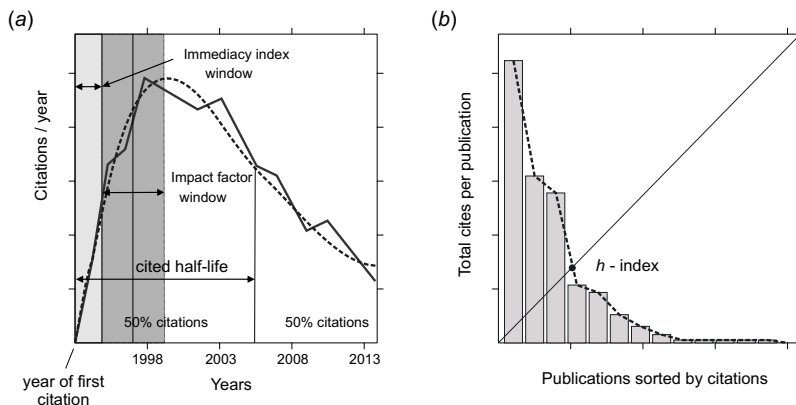 (a)
Immediacy index
window
Citations / year
Impact factor
window
cited half-life
50% citations
50% citations
1998
2003
2008
2013
year of first
citation
Years
(b)
Total cites per publication
h - index
Publications sorted by citations